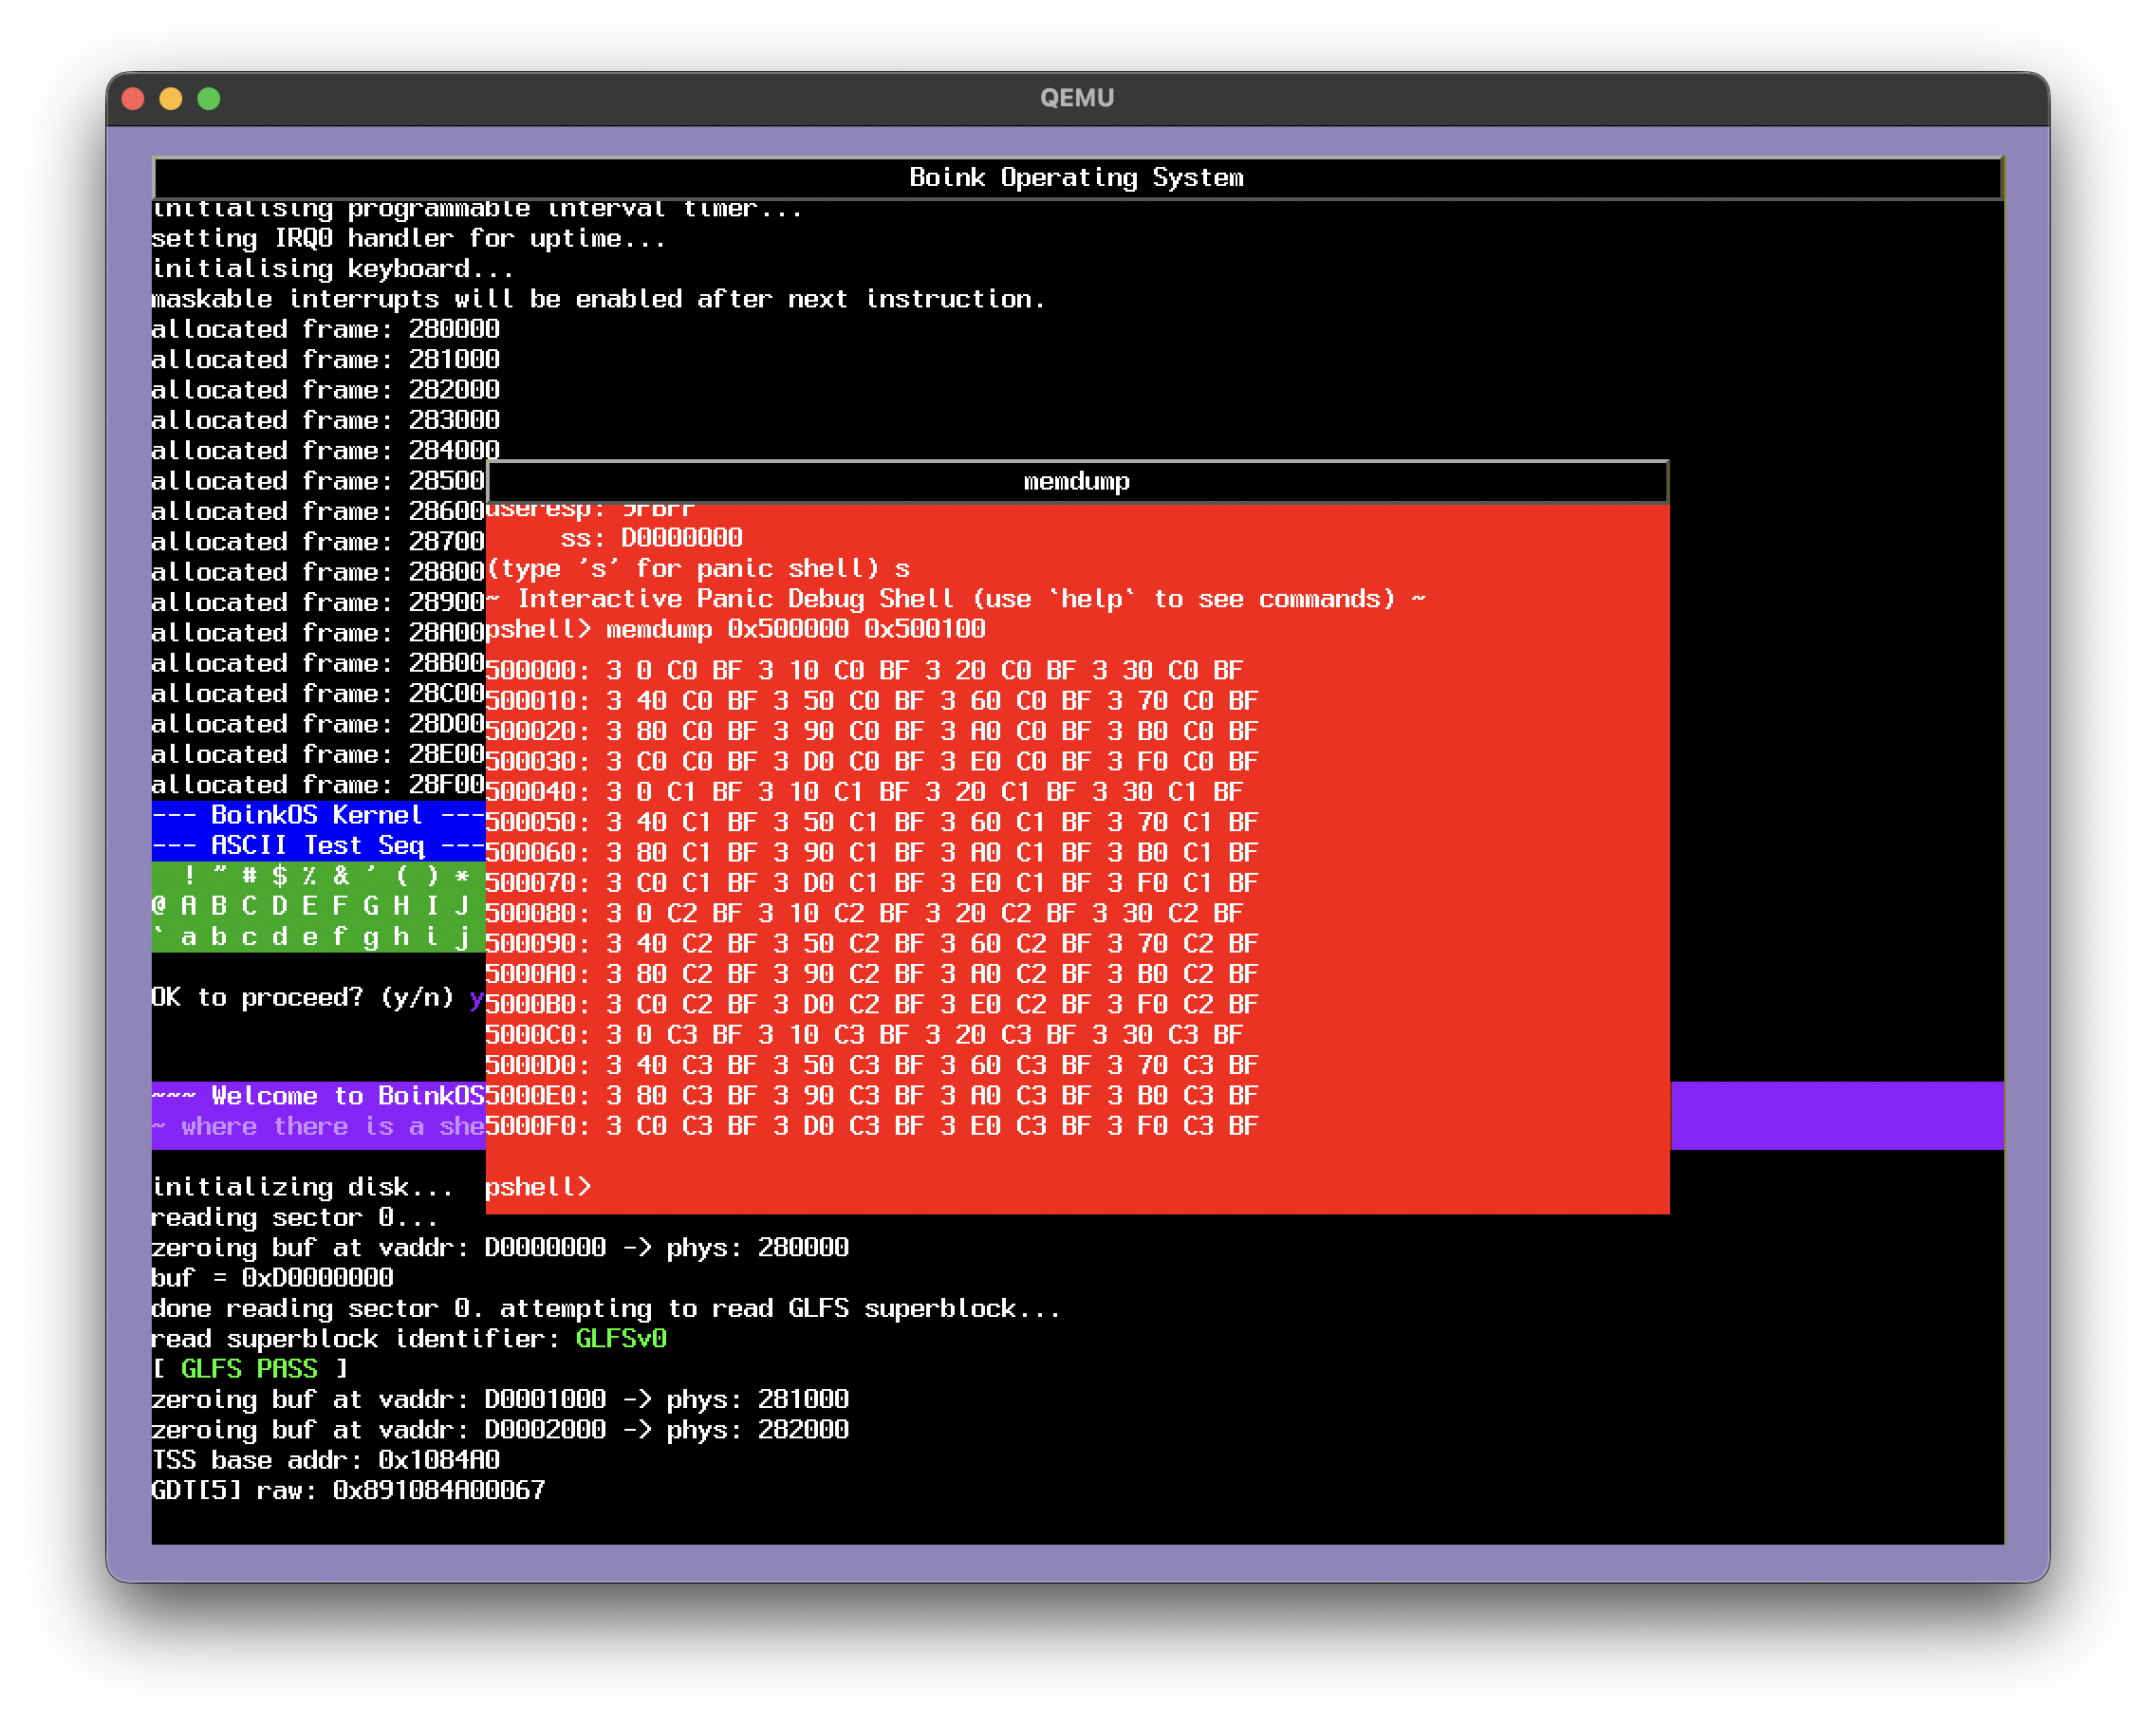 QEMU
Boink Operating System
initialising programmable interval timer...
setting IRQ0 handler for uptime...
initialising keyboard...
maskable interrupts will be enabled after next instruction.
allocated frame: 280000
allocated frame: 281000
allocated frame: 282000
allocated frame: 283000
allocated frame: 284000
allocated frame: 28500
allocated frame: 28600
allocated frame: 28700
allocated frame: 28800
allocated frame: 28900
allocated frame: 28A00
allocated frame: 28B00
allocated frame: 28C00
allocated frame: 28D00
allocated frame: 28E00
allocated frame: 28F00
--- BoinkOS Kernel ---
--- ASCII Test Seq ---
! " # $ % & ' ( ) *
@ A B C D E F G H I J
` a b c d e f g h i j
OK to proceed? (y/n) y
~~~ Welcome to BoinkOS
~ where there is a she
initializing disk...
reading sector 0...
zeroing buf at vaddr: D0000000 -> phys: 280000
buf = 0xD0000000
done reading sector 0. attempting to read GLFS superblock...
read superblock identifier: GLFSv0
[ GLFS PASS ]
zeroing buf at vaddr: D0001000 -> phys: 281000
zeroing buf at vaddr: D0002000 -> phys: 282000
TSS base addr: 0x1084A0
GDT[5] raw: 0x891084A00067
memdump
useresp: 9FBFF
ss: D0000000
(type 's' for panic shell) s
~ Interactive Panic Debug Shell (use `help` to see commands) ~
pshell> memdump 0x500000 0x500100
500000: 3 0 C0 BF 3 10 C0 BF 3 20 C0 BF 3 30 C0 BF
500010: 3 40 C0 BF 3 50 C0 BF 3 60 C0 BF 3 70 C0 BF
500020: 3 80 C0 BF 3 90 C0 BF 3 A0 C0 BF 3 B0 C0 BF
500030: 3 C0 C0 BF 3 D0 C0 BF 3 E0 C0 BF 3 F0 C0 BF
500040: 3 0 C1 BF 3 10 C1 BF 3 20 C1 BF 3 30 C1 BF
500050: 3 40 C1 BF 3 50 C1 BF 3 60 C1 BF 3 70 C1 BF
500060: 3 80 C1 BF 3 90 C1 BF 3 A0 C1 BF 3 B0 C1 BF
500070: 3 C0 C1 BF 3 D0 C1 BF 3 E0 C1 BF 3 F0 C1 BF
500080: 3 0 C2 BF 3 10 C2 BF 3 20 C2 BF 3 30 C2 BF
500090: 3 40 C2 BF 3 50 C2 BF 3 60 C2 BF 3 70 C2 BF
5000A0: 3 80 C2 BF 3 90 C2 BF 3 A0 C2 BF 3 B0 C2 BF
5000B0: 3 C0 C2 BF 3 D0 C2 BF 3 E0 C2 BF 3 F0 C2 BF
5000C0: 3 0 C3 BF 3 10 C3 BF 3 20 C3 BF 3 30 C3 BF
5000D0: 3 40 C3 BF 3 50 C3 BF 3 60 C3 BF 3 70 C3 BF
5000E0: 3 80 C3 BF 3 90 C3 BF 3 A0 C3 BF 3 B0 C3 BF
5000F0: 3 C0 C3 BF 3 D0 C3 BF 3 E0 C3 BF 3 F0 C3 BF
pshell>